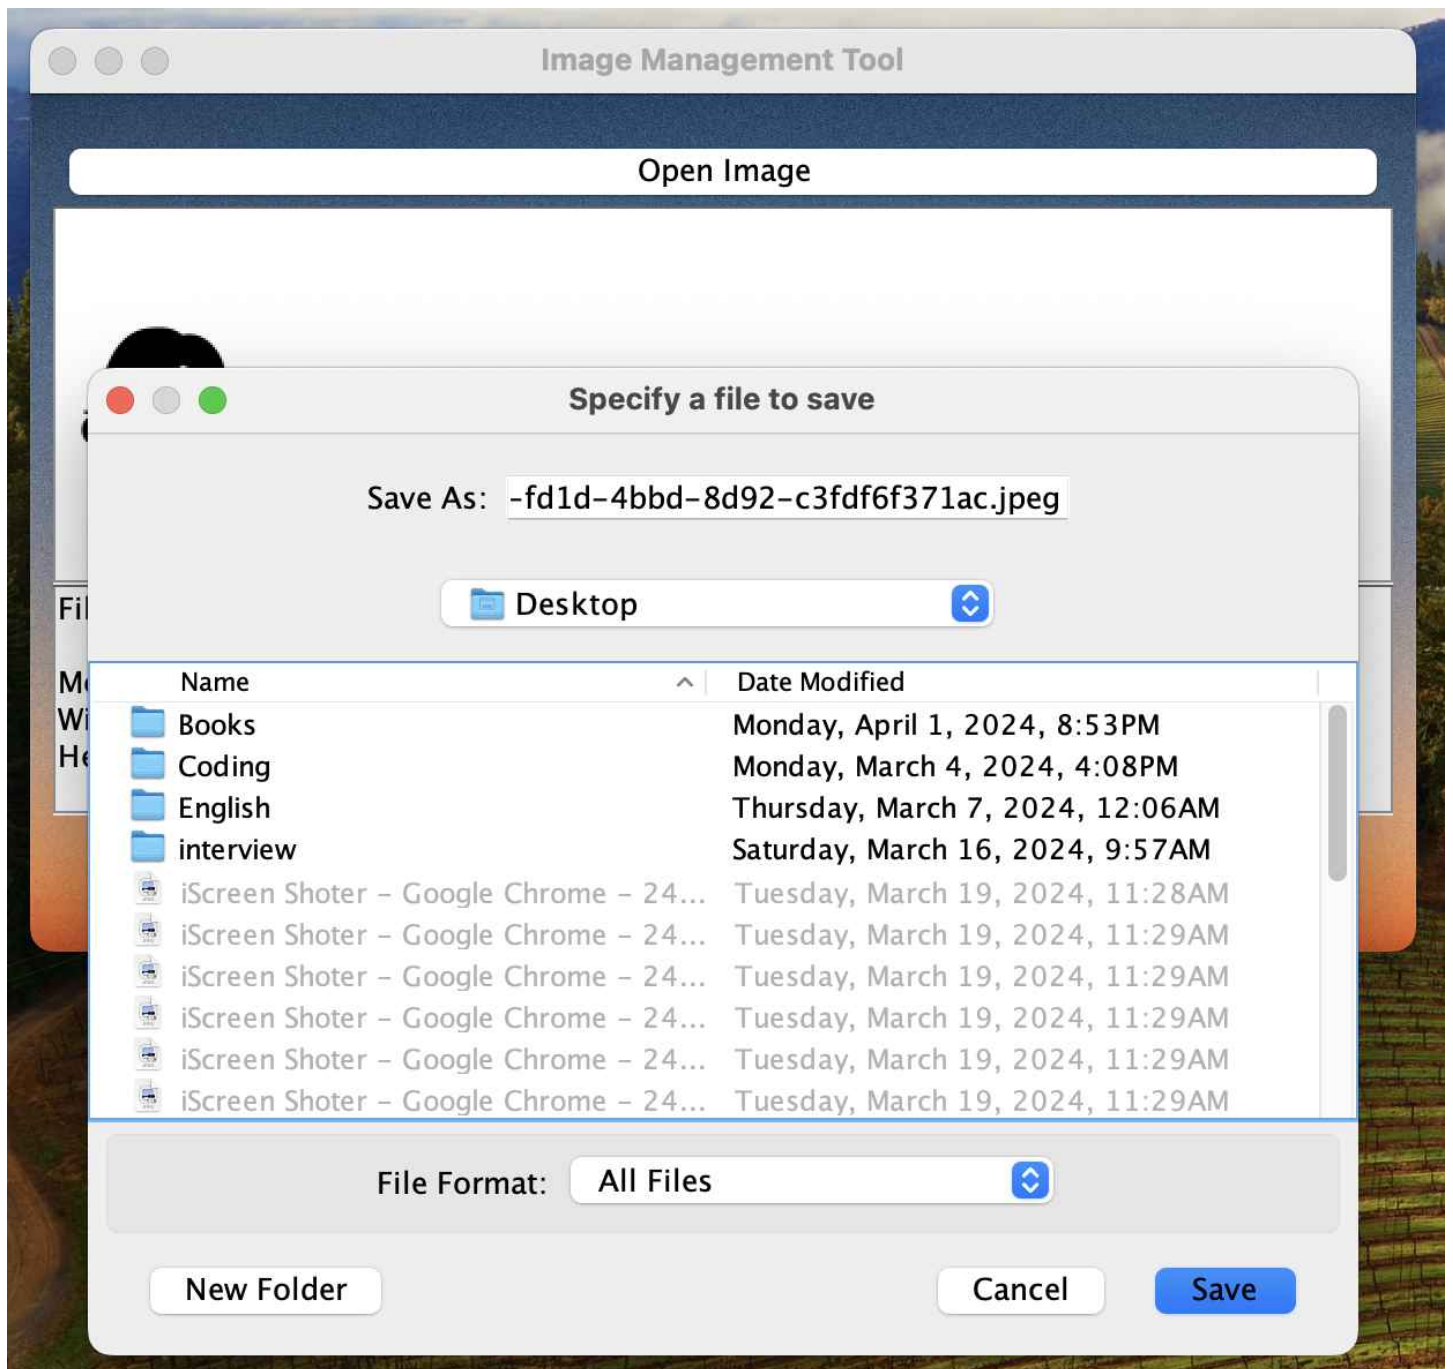 Image Management Tool
Open Image
Specify a file to save
Save As: -fd1d-4bbd-8d92-c3fdf6f371ac.jpeg
Desktop
Name Date Modified
Books Monday, April 1, 2024, 8:53PM
Coding Monday, March 4, 2024, 4:08PM
English Thursday, March 7, 2024, 12:06AM
interview Saturday, March 16, 2024, 9:57AM
iScreen Shoter – Google Chrome – 24... Tuesday, March 19, 2024, 11:28AM
iScreen Shoter – Google Chrome – 24... Tuesday, March 19, 2024, 11:29AM
iScreen Shoter – Google Chrome – 24... Tuesday, March 19, 2024, 11:29AM
iScreen Shoter – Google Chrome – 24... Tuesday, March 19, 2024, 11:29AM
iScreen Shoter – Google Chrome – 24... Tuesday, March 19, 2024, 11:29AM
iScreen Shoter – Google Chrome – 24... Tuesday, March 19, 2024, 11:29AM
File Format: All Files
New Folder Cancel Save